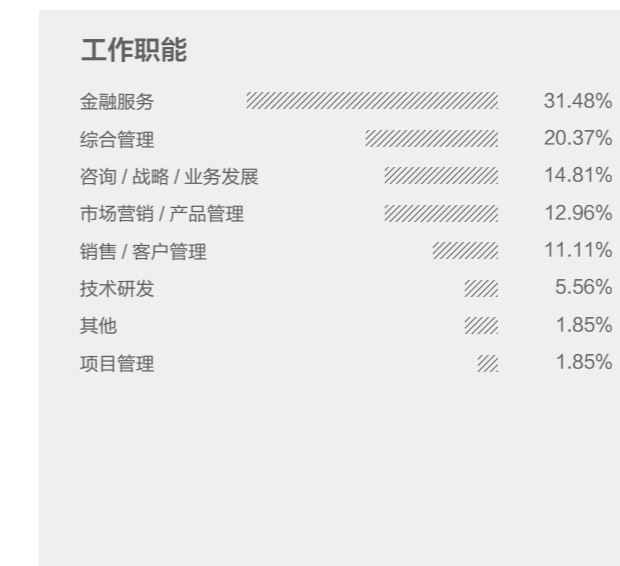 工作职能
金融服务 31.48%
综合管理 20.37%
咨询 / 战略 / 业务发展 14.81%
市场营销 / 产品管理 12.96%
销售 / 客户管理 11.11%
技术研发 5.56%
其他 1.85%
项目管理 1.85%